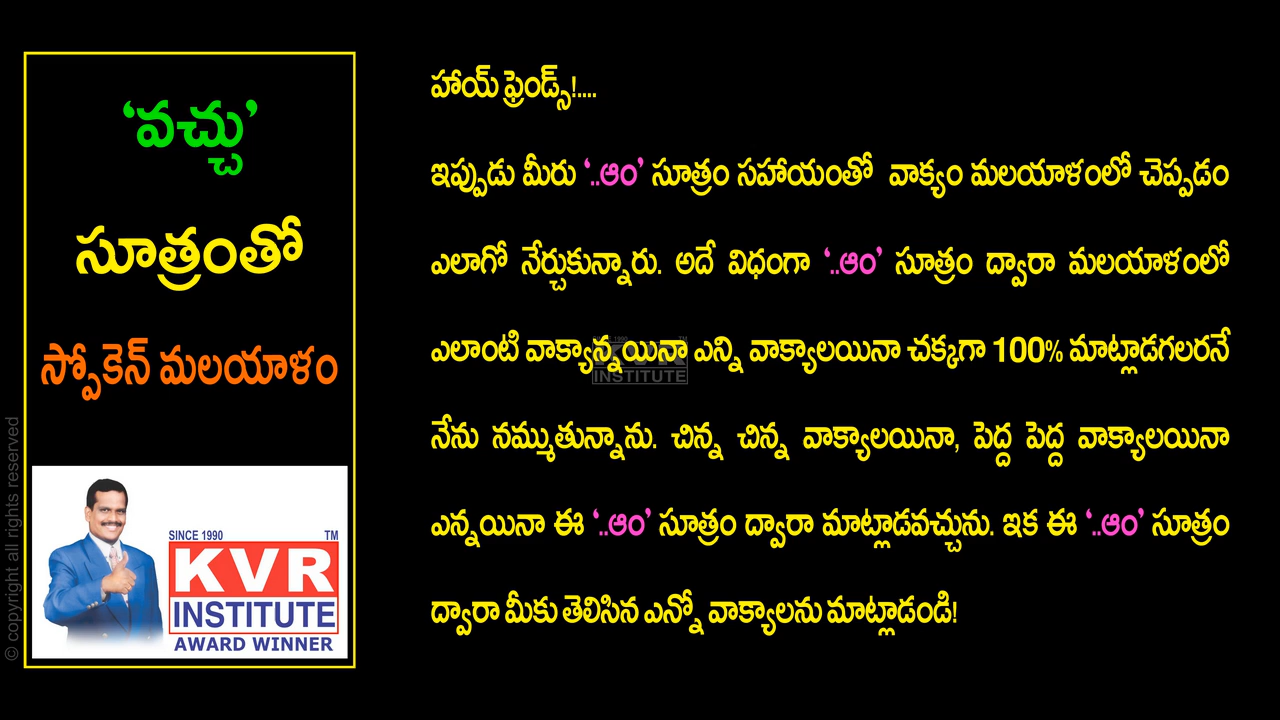 'వచ్చు'
సూత్రంతో
స్పోకెన్ మలయాళం
SINCE 1990
TM
KVR
INSTITUTE
AWARD WINNER
© copyright all rights reserved
హాయ్ ఫ్రెండ్స్!....
ఇప్పుడు మీరు '..ఆం' సూత్రం సహాయంతో వాక్యం మలయాళంలో చెప్పడం
ఎలాగో నేర్చుకున్నారు. అదే విధంగా '..ఆం' సూత్రం ద్వారా మలయాళంలో
ఎలాంటి వాక్యాన్నయినా ఎన్ని వాక్యాలయినా చక్కగా 100% మాట్లాడగలరనే
INSTITUTE
నేను నమ్ముతున్నాను. చిన్న చిన్న వాక్యాలయినా, పెద్ద పెద్ద వాక్యాలయినా
ఎన్నయినా ఈ '..ఆం' సూత్రం ద్వారా మాట్లాడవచ్చును. ఇక ఈ '..ఆం' సూత్రం
ద్వారా మీకు తెలిసిన ఎన్నో వాక్యాలను మాట్లాడండి!